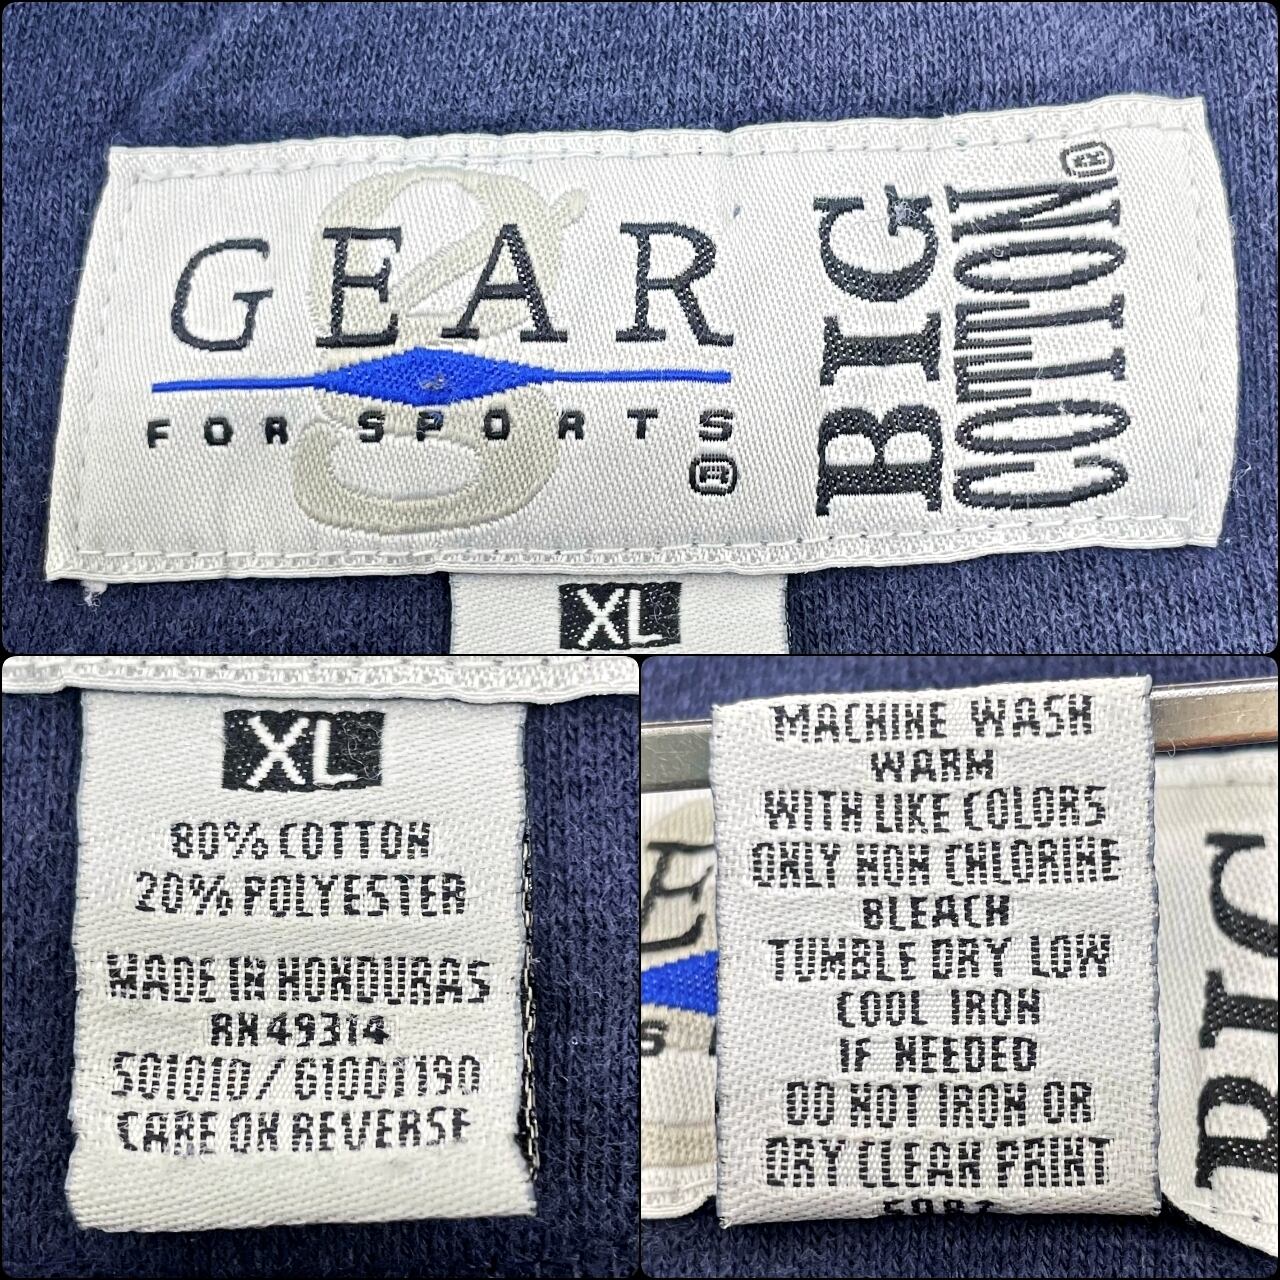 GEAR
FOR SPORTS
®
BIG
COTTON®
XL
XL
80% COTTON
20% POLYESTER
MADE IN HONDURAS
RN 49314
S01010 / G1001190
CARE ON REVERSE
MACHINE WASH
WARM
WITH LIKE COLORS
ONLY NON CHLORINE
BLEACH
TUMBLE DRY LOW
COOL IRON
IF NEEDED
DO NOT IRON OR
DRY CLEAN PRINT
E
S
BIG